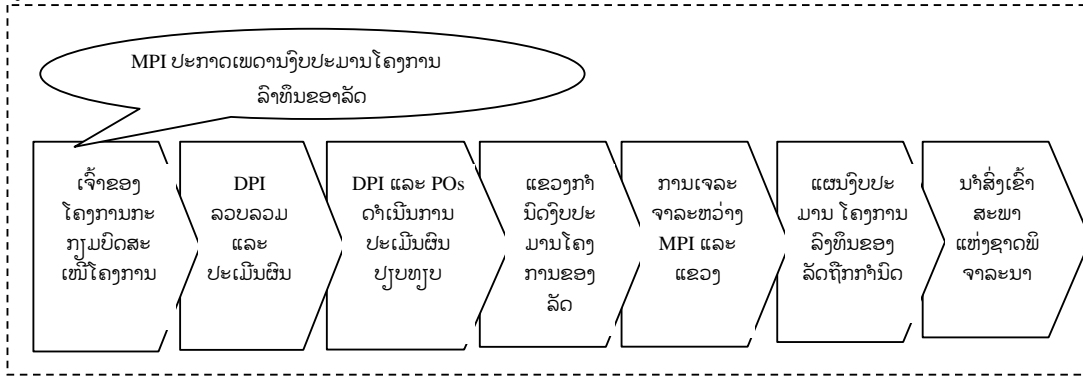 MPI ປະກາດເພດານງົບປະມານໂຄງການ
ລົາທຶນຂອາລັດ
ເຈົ້າຂອງ
ໂຄງການກະ
ກຽມບົດສະ
ເໜີໂຄງການ
DPI
ລວບລວມ
ແລະ
ປະເມີນຜົນ
DPI ແລະ POs
ດຳເນີນການ
ປະເມີນຜົນ
ປຽບທຽບ
ແຂວງກຳ
ນົດງົບປະ
ມານໂຄງ
ການຂອງ
ລັດ
ການເຈລະ
ຈາລະຫວ່າງ
MPI ແລະ
ແຂວງ
ແຜນງົບປະ
ມານ ໂຄງການ
ລົງທຶນຂອງ
ລັດຖືກກຳນົດ
ນຳສົ່ງເຂົ້າ
ສະພາ
ແຫ່ງຊາດພິ
ຈາລະນາ